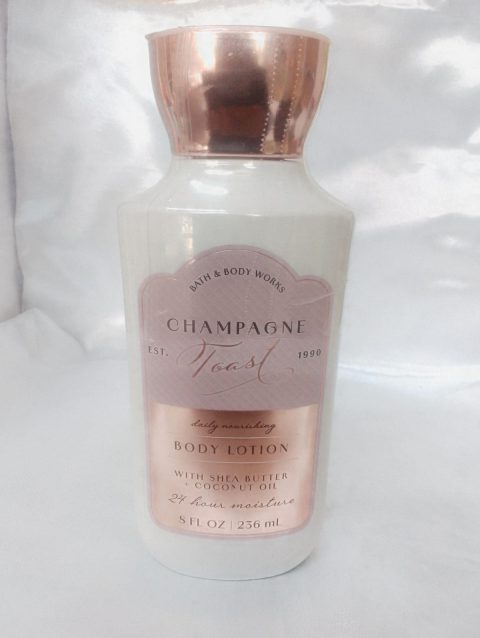 BATH & BODY WORKS
CHAMPAGNE
EST. Toast 1990
daily nourishing
BODY LOTION
WITH SHEA BUTTER
+ COCONUT OIL
24 hour moisture
8 FL OZ | 236 mL